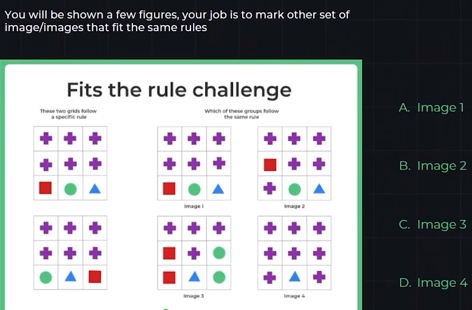 You will be shown a few figures, your job is to mark other set of
image/images that fit the same rules
Fits the rule challenge
These two grids follow
a specific rule
Which of these groups follow
the same rule
Image 1
Image 2
Image 3
Image 4
A. Image 1
B. Image 2
C. Image 3
D. Image 4